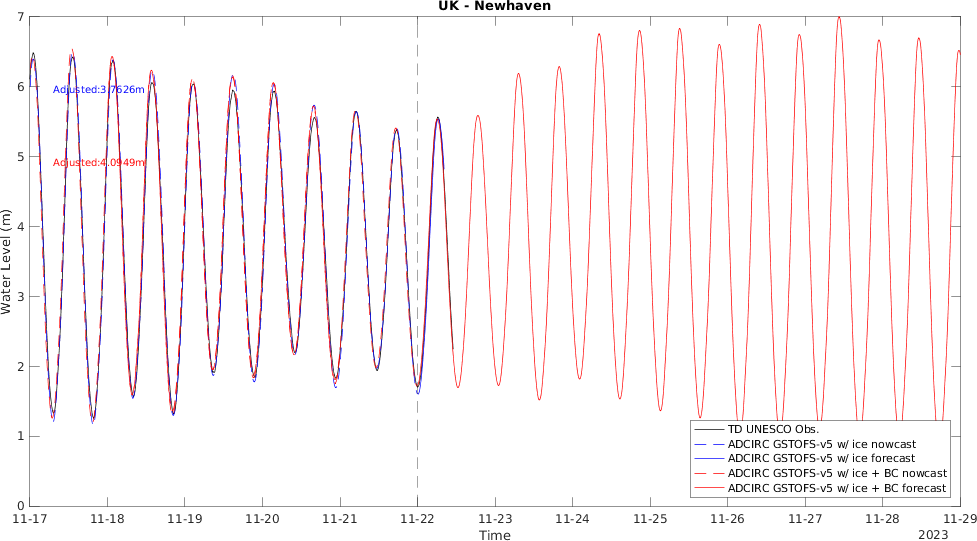 UK - Newhaven
7
6
5
4
3
2
1
0
Water Level (m)
Adjusted:3.7626m
Adjusted:4.0949m
TD UNESCO Obs.
ADCIRC GSTOFS-v5 w/ ice nowcast
ADCIRC GSTOFS-v5 w/ ice forecast
ADCIRC GSTOFS-v5 w/ ice + BC nowcast
ADCIRC GSTOFS-v5 w/ ice + BC forecast
11-17 11-18 11-19 11-20 11-21 11-22 11-23 11-24 11-25 11-26 11-27 11-28 11-29
Time
2023